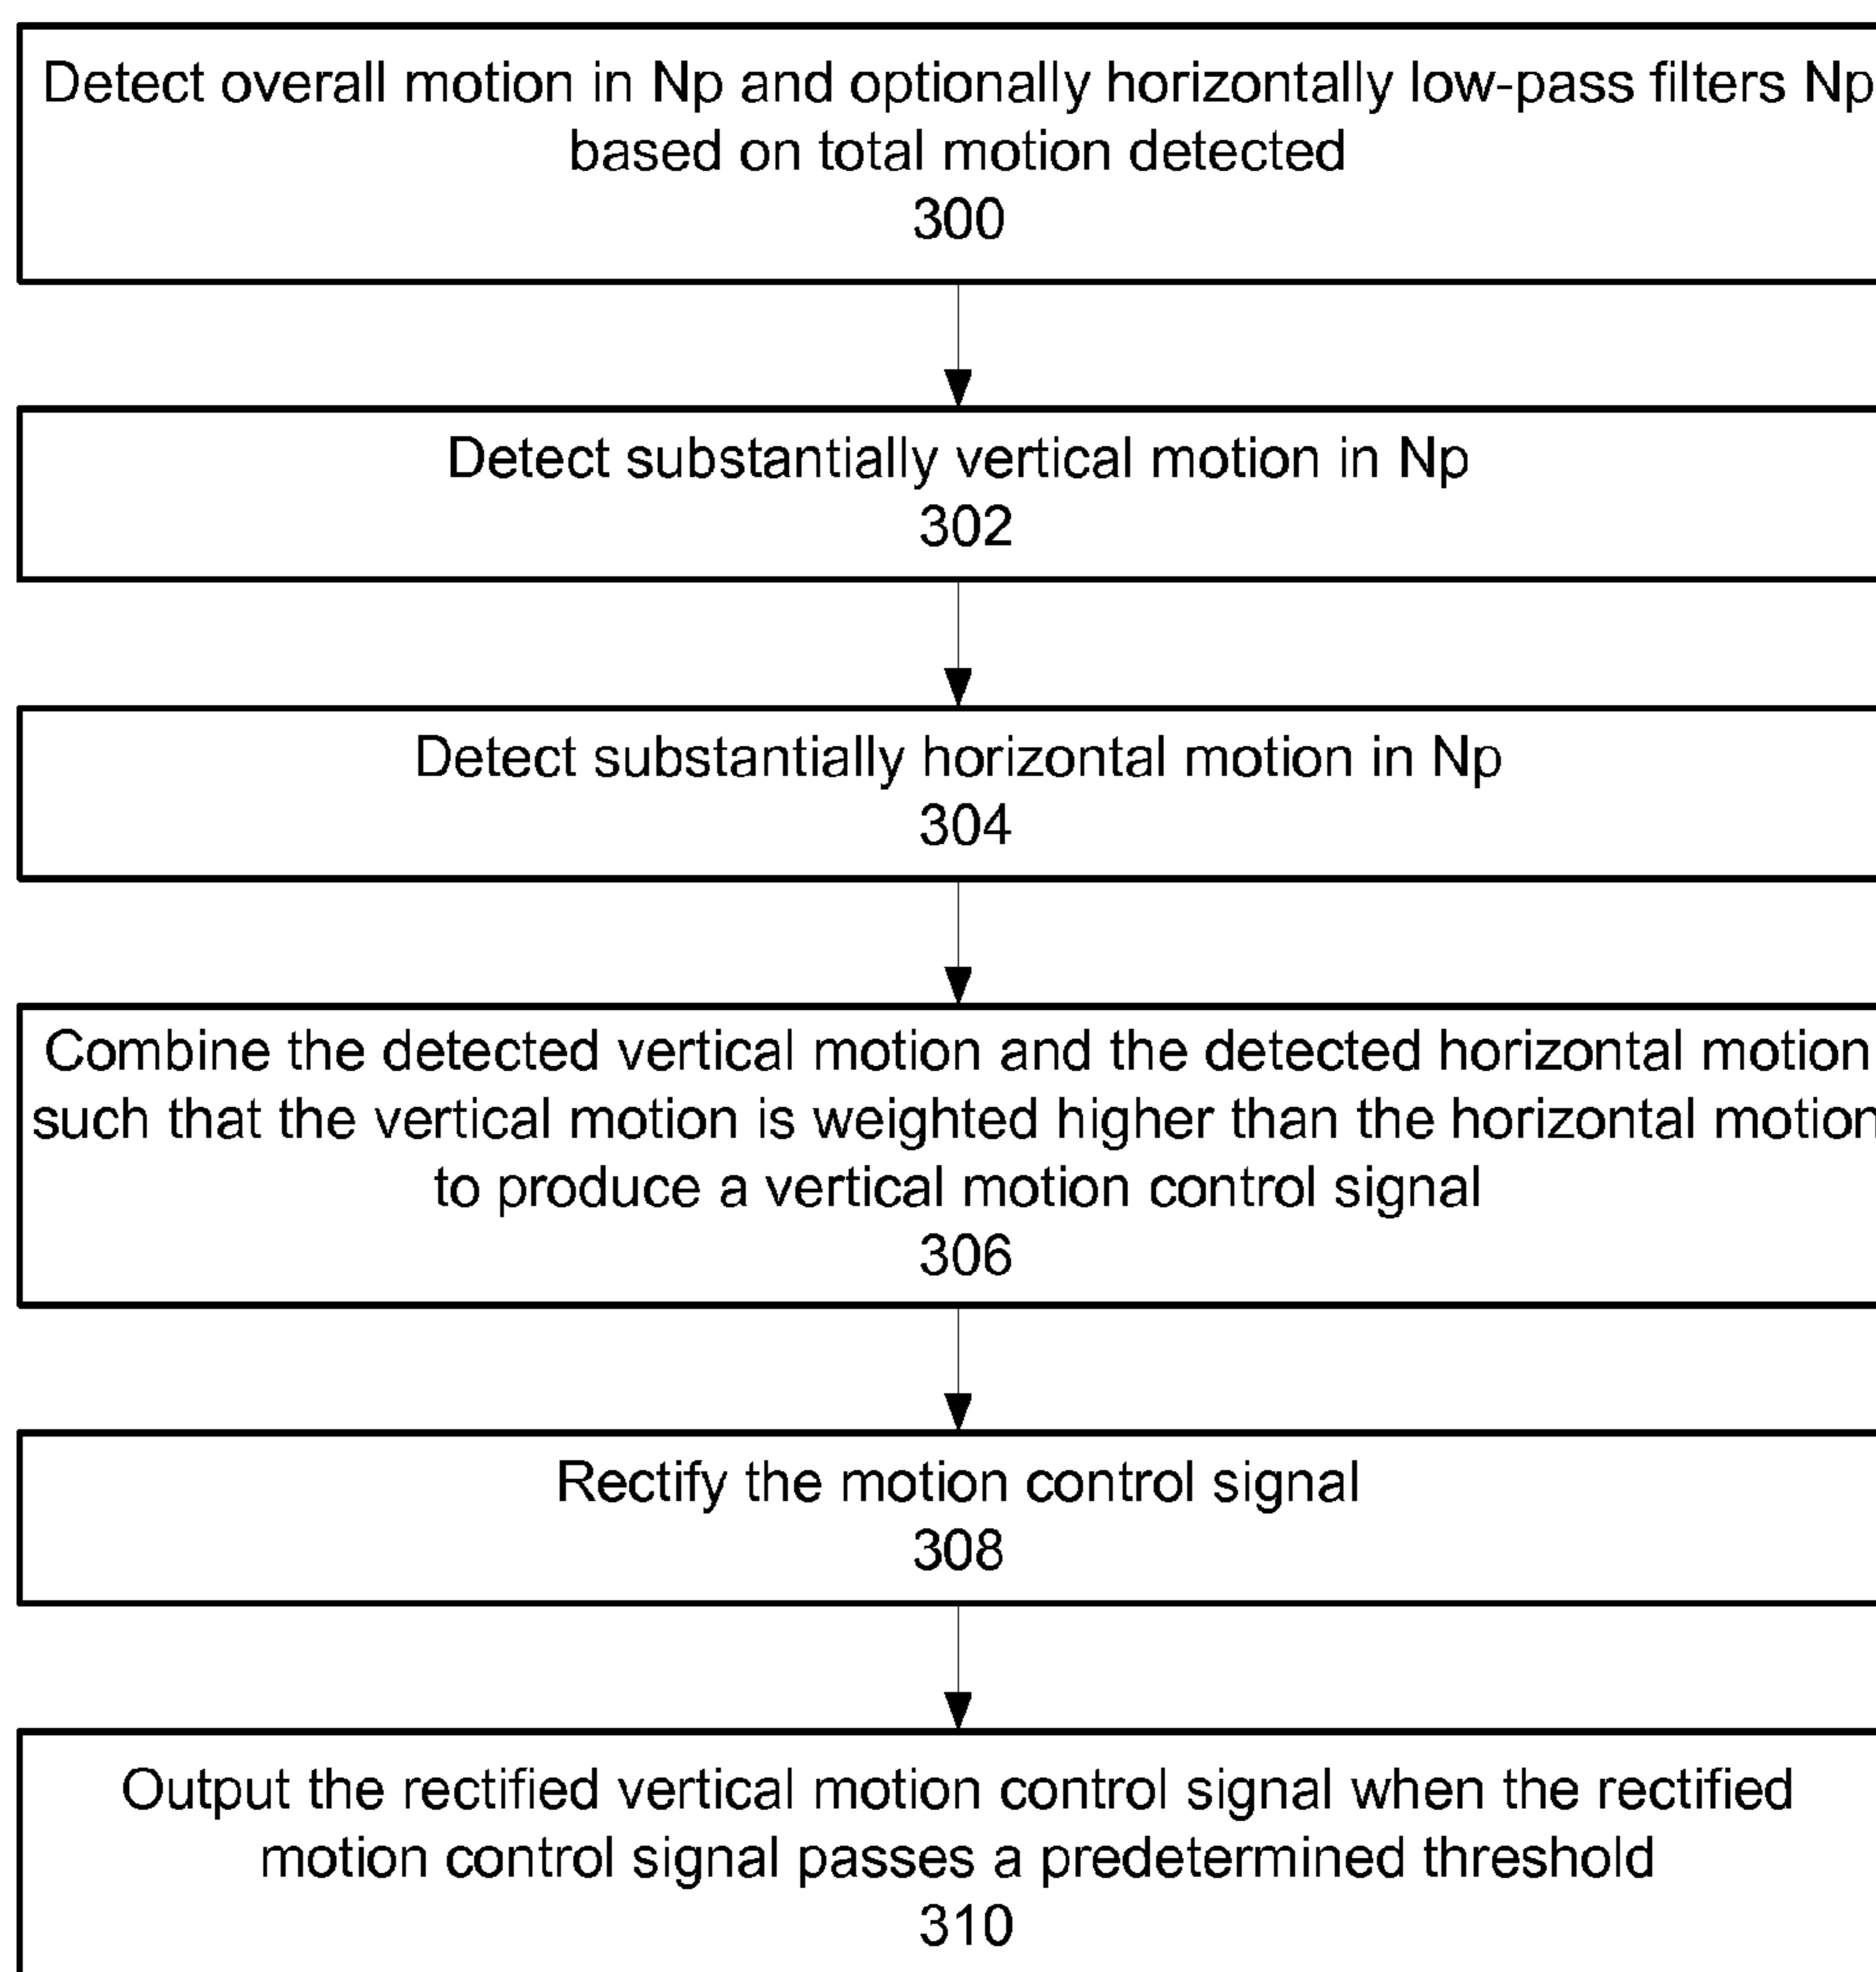 Detect overall motion in Np and optionally horizontally low-pass filters Np
based on total motion detected
300
Detect substantially vertical motion in Np
302
Detect substantially horizontal motion in Np
304
Combine the detected vertical motion and the detected horizontal motion
such that the vertical motion is weighted higher than the horizontal motion
to produce a vertical motion control signal
306
Rectify the motion control signal
308
Output the rectified vertical motion control signal when the rectified
motion control signal passes a predetermined threshold
310